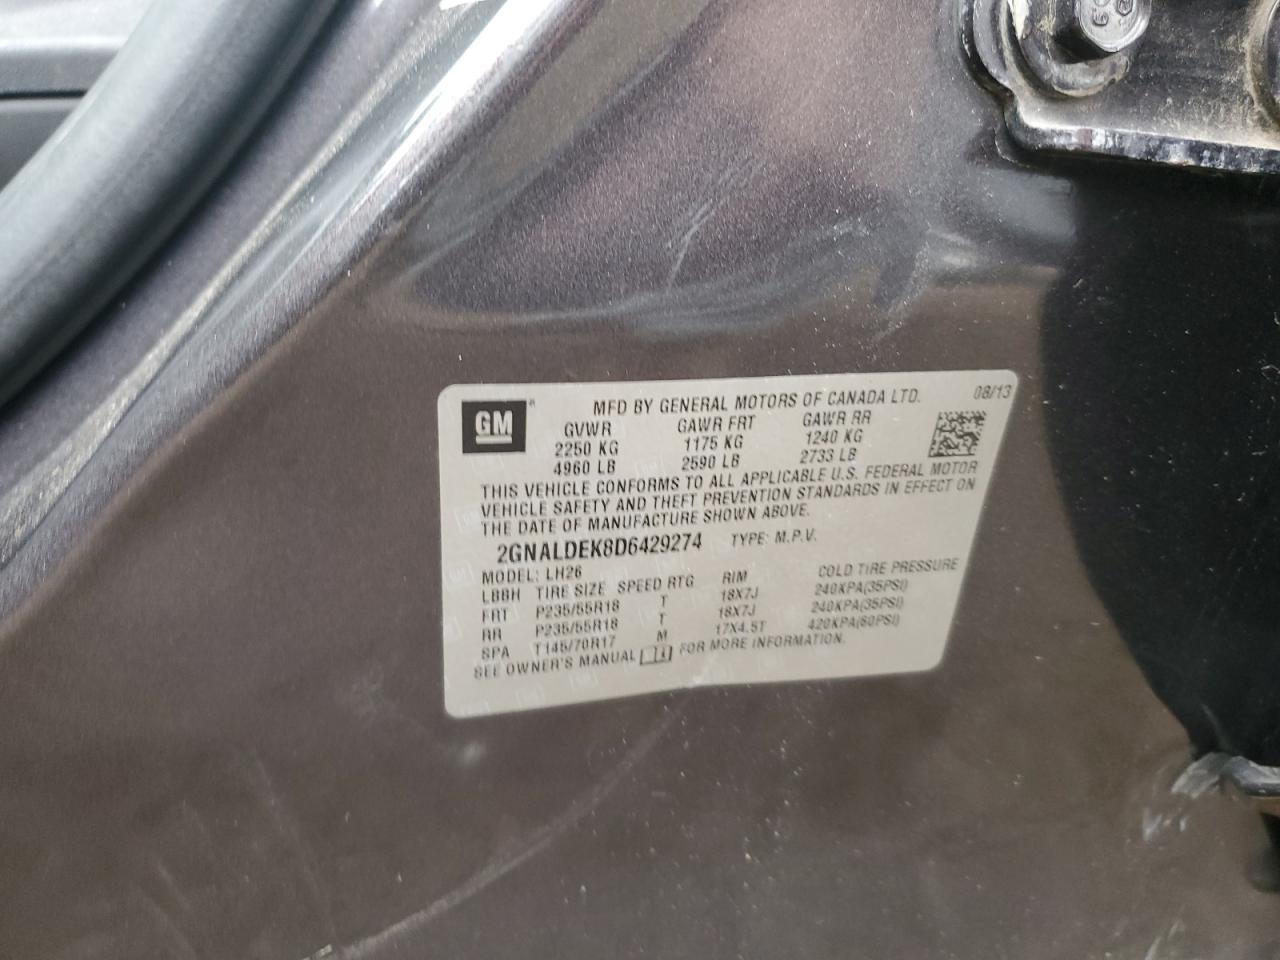 GM
MFD BY GENERAL MOTORS OF CANADA LTD. 08/13
GVWR GAWR FRT GAWR RR
2250 KG 1175 KG 1240 KG
4960 LB 2590 LB 2733 LB
THIS VEHICLE CONFORMS TO ALL APPLICABLE U.S. FEDERAL MOTOR
VEHICLE SAFETY AND THEFT PREVENTION STANDARDS IN EFFECT ON
THE DATE OF MANUFACTURE SHOWN ABOVE.
2GNALDEK8D6429274 TYPE: M.P.V.
MODEL: LH26
LBBH TIRE SIZE SPEED RTG RIM COLD TIRE PRESSURE
FRT P235/55R18 T 18X7J 240KPA(35PSI)
RR P235/55R18 T 18X7J 240KPA(35PSI)
SPA T145/70R17 M 17X4.5T 420KPA(60PSI)
SEE OWNER'S MANUAL FOR MORE INFORMATION.